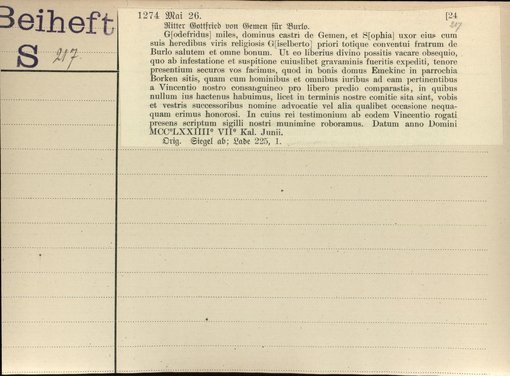 Beiheft
S 217.
1274 Mai 26. [24
217
Ritter Gottfried von Gemen für Burlo.
G[odefridus] miles, dominus castri de Gemen, et S[ophia] uxor eius cum
suis heredibus viris religiosis G[iselberto] priori totique conventui fratrum de
Burlo salutem et omne bonum. Ut eo liberius divino possitis vacare obsequio,
quo ab infestatione et suspitione cuiuslibet gravaminis fueritis expediti, tenore
presentium securos vos facimus, quod in bonis domus Emekinc in parrochia
Borken sitis, quam cum hominibus et omnibus iuribus ad eam pertinentibus
a Vincentio nostro consanguineo pro libero predio comparastis, in quibus
nullum ius hactenus habuimus, licet in terminis nostre comitie sita sint, vobis
et vestris successoribus nomine advocatie vel alia qualibet occasione nequa-
quam erimus honorosi. In cuius rei testimonium ab eodem Vincentio rogati
presens scriptum sigilli nostri munimine roboramus. Datum anno Domini
MCC°LXXIIII° VII° Kal. Junii.
Orig. Siegel ab; Lade 225, 1.